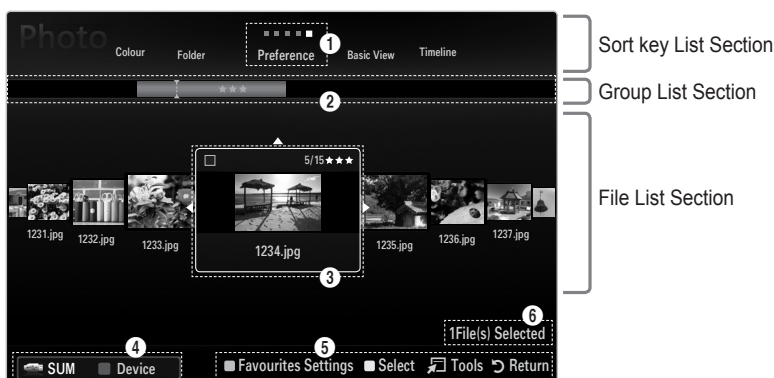 Photo
Colour Folder Preference Basic View Timeline
1
Sort key List Section
★★★
2
Group List Section
5/15★★★
1231.jpg 1232.jpg 1233.jpg 1234.jpg 1235.jpg 1236.jpg 1237.jpg
3
File List Section
6
1File(s) Selected
4 5
SUM Device Favourites Settings Select Tools Return